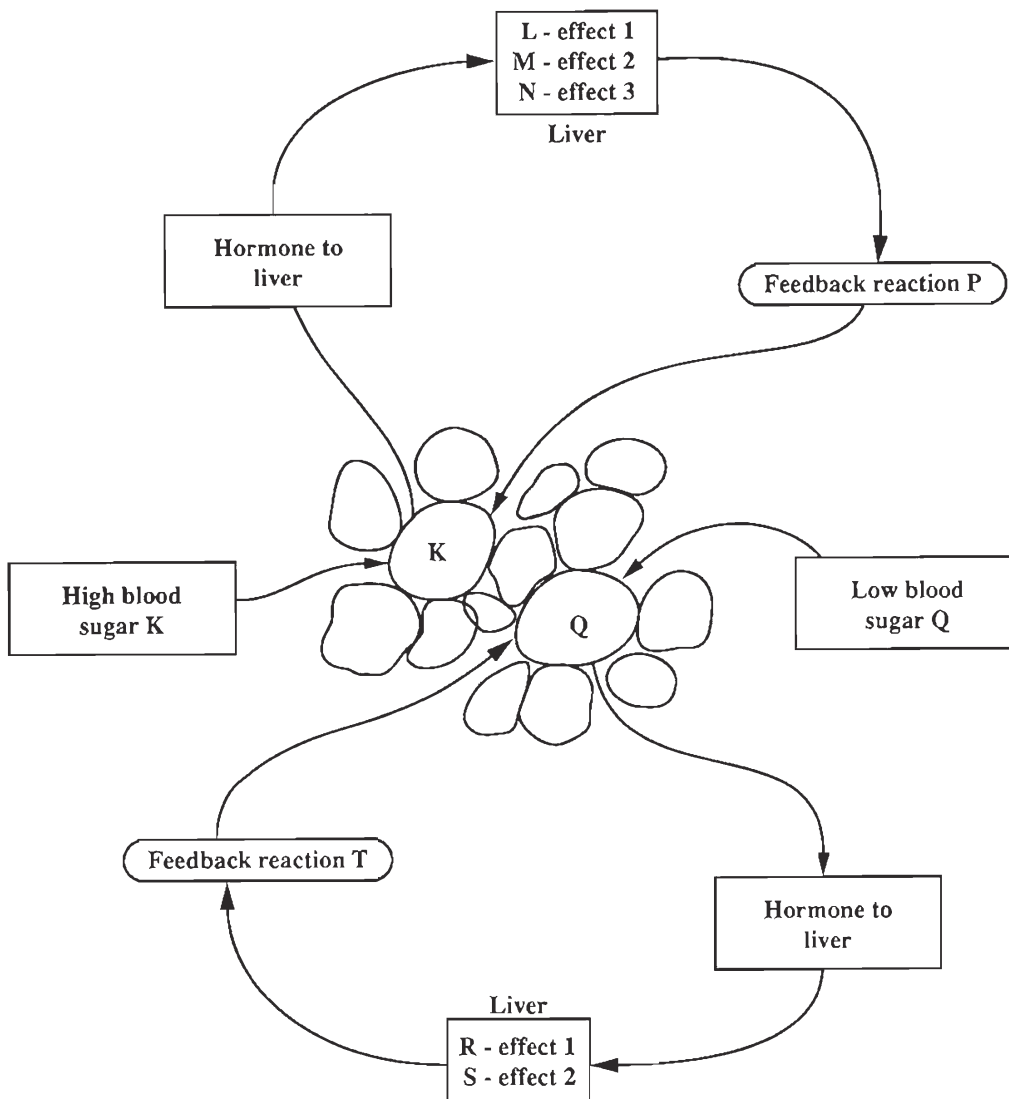 L - effect 1
M - effect 2
N - effect 3
Liver
Hormone to
liver
Feedback reaction P
K
High blood
sugar K
Q
Low blood
sugar Q
Feedback reaction T
Hormone to
liver
Liver
R - effect 1
S - effect 2